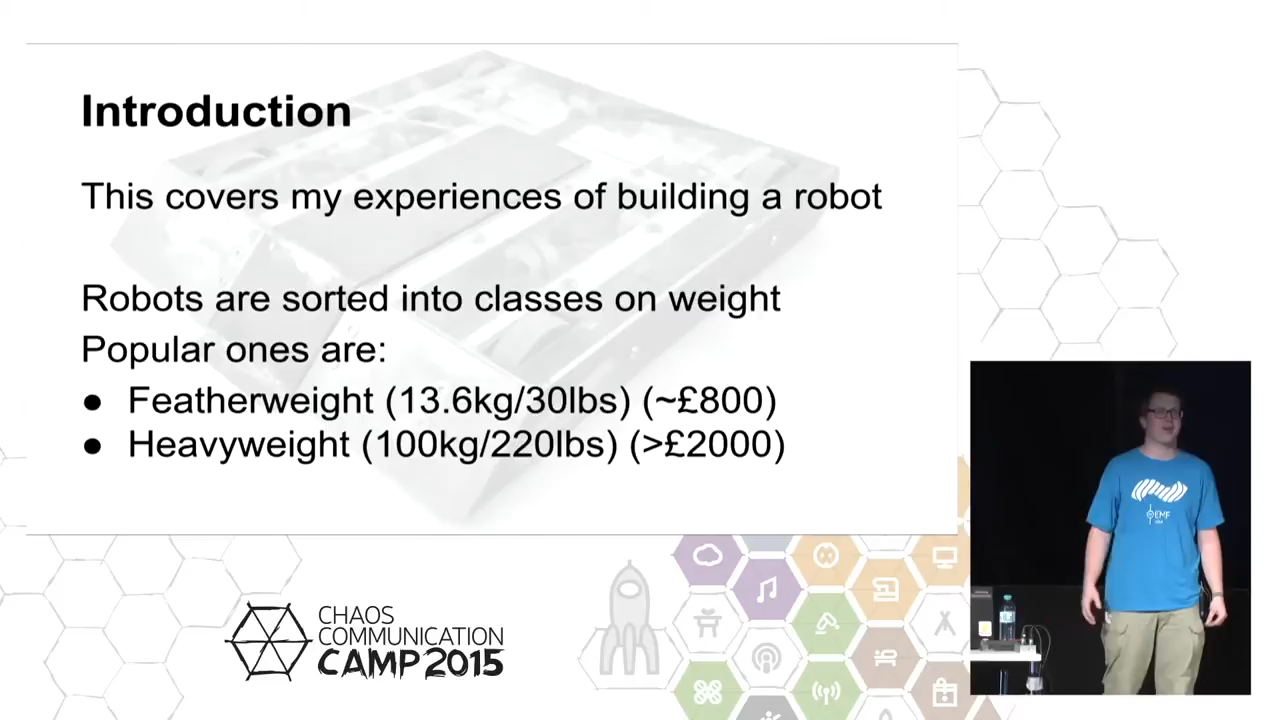 Introduction
This covers my experiences of building a robot
Robots are sorted into classes on weight
Popular ones are:
● Featherweight (13.6kg/30lbs) (~£800)
● Heavyweight (100kg/220lbs) (>£2000)
EMF
CHAOS
COMMUNICATION
CAMP 2015